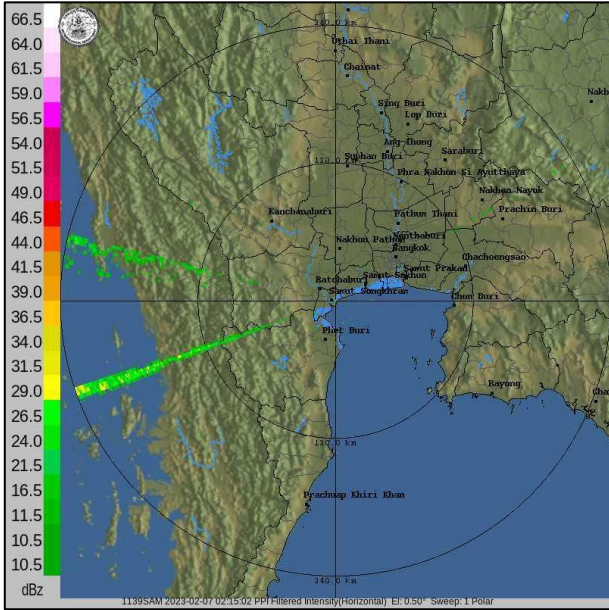 66.5
64.0
61.5
59.0
56.5
54.0
51.5
49.0
46.5
44.0
41.5
39.0
36.5
34.0
31.5
29.0
26.5
24.0
21.5
16.5
11.5
10.5
10.5
dBz
240.0 km
Uthai Thani
Chainat
Nakh
Sing Buri
Lop Buri
Ang Thong
120.0 km
Suphan Buri
Saraburi
Phra Nakhon Si Ayutthaya
Nakhon Nayok
Kanchanaburi
Pathum Thani
Prachin Buri
Nonthaburi
Nakhon Pathom
Bangkok
Chachoengsao
Samut Prakan
Ratchaburi
Samut Sakhon
Samut Songkhram
Chon Buri
Phet Buri
Rayong
Cha
120.0 km
Prachuap Khiri Khan
240.0 km
1139SAM 2023-02-07 02:15:02 PPI Filtered Intensity(Horizontal) El: 0.50° Sweep: 1 Polar